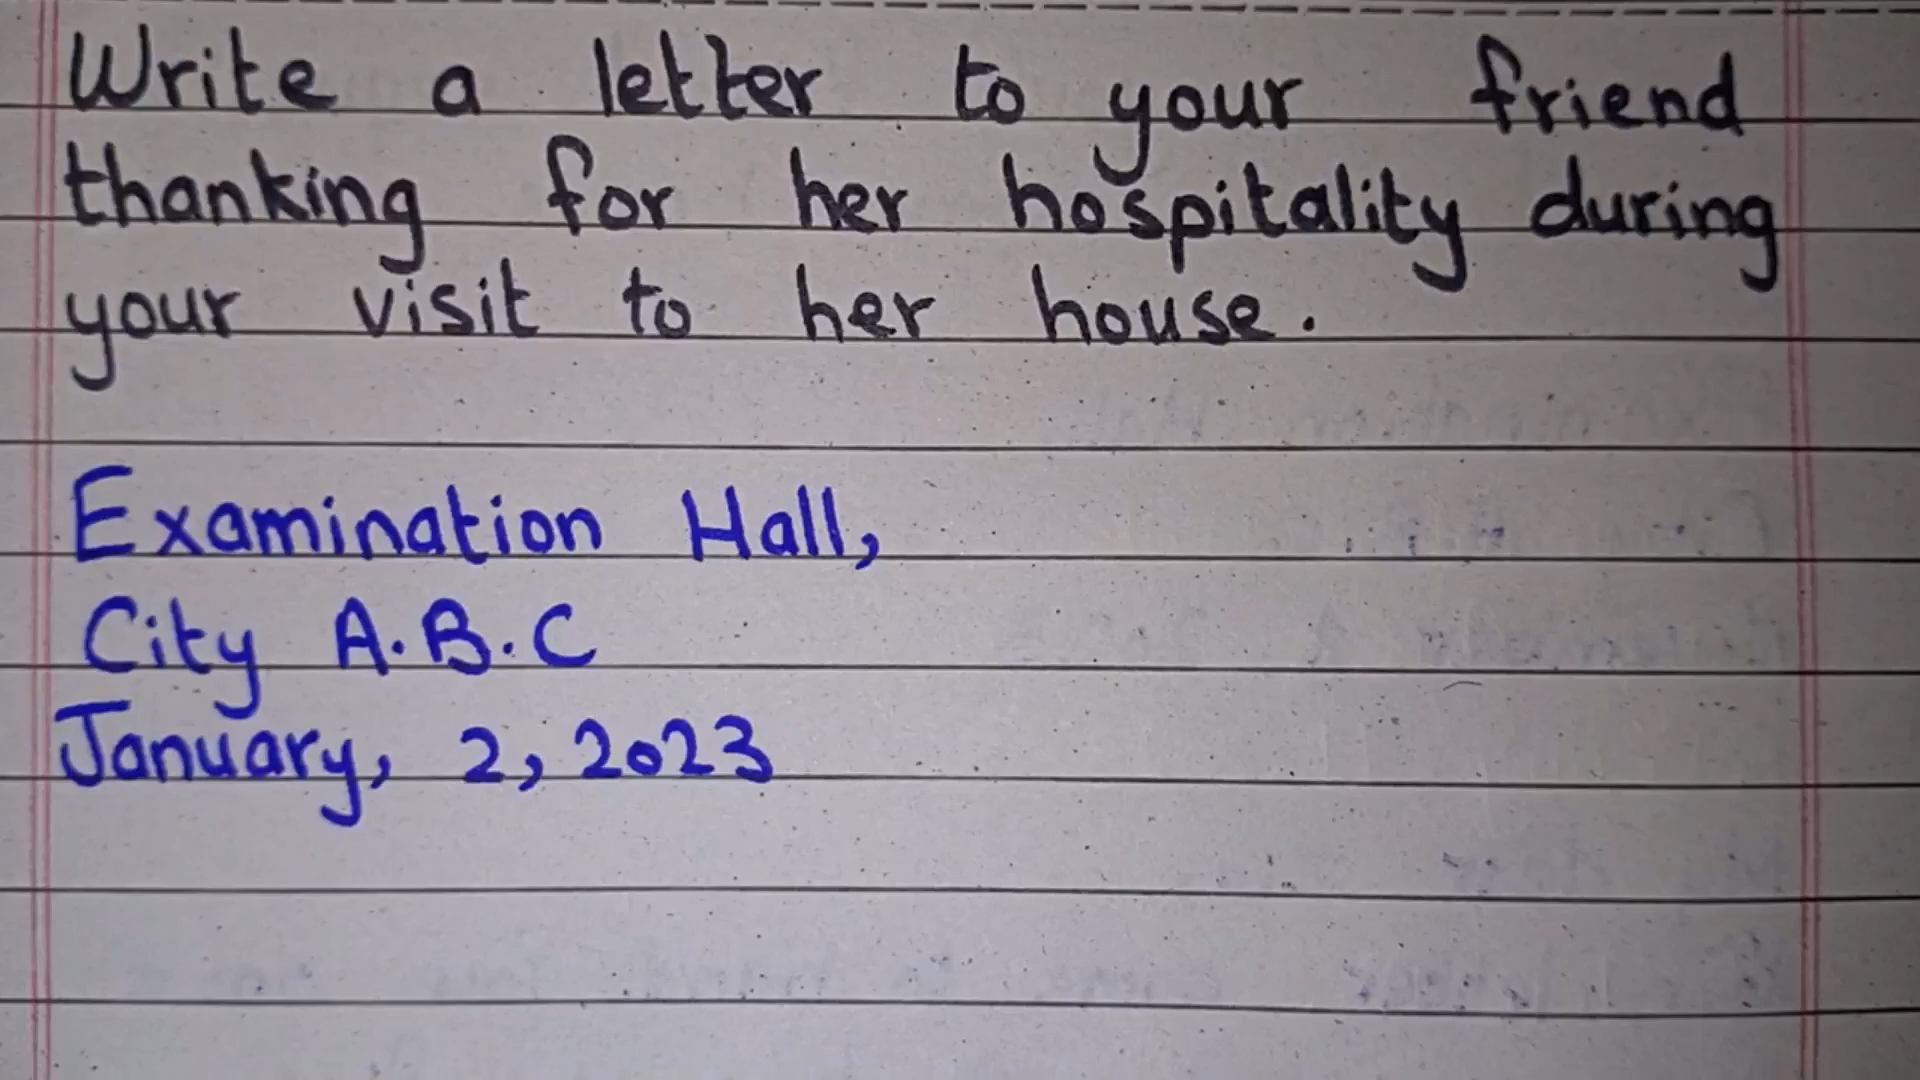 Write a letter to your friend
thanking for her hospitality during
your visit to her house.
Examination Hall,
City A.B.C
January, 2, 2023